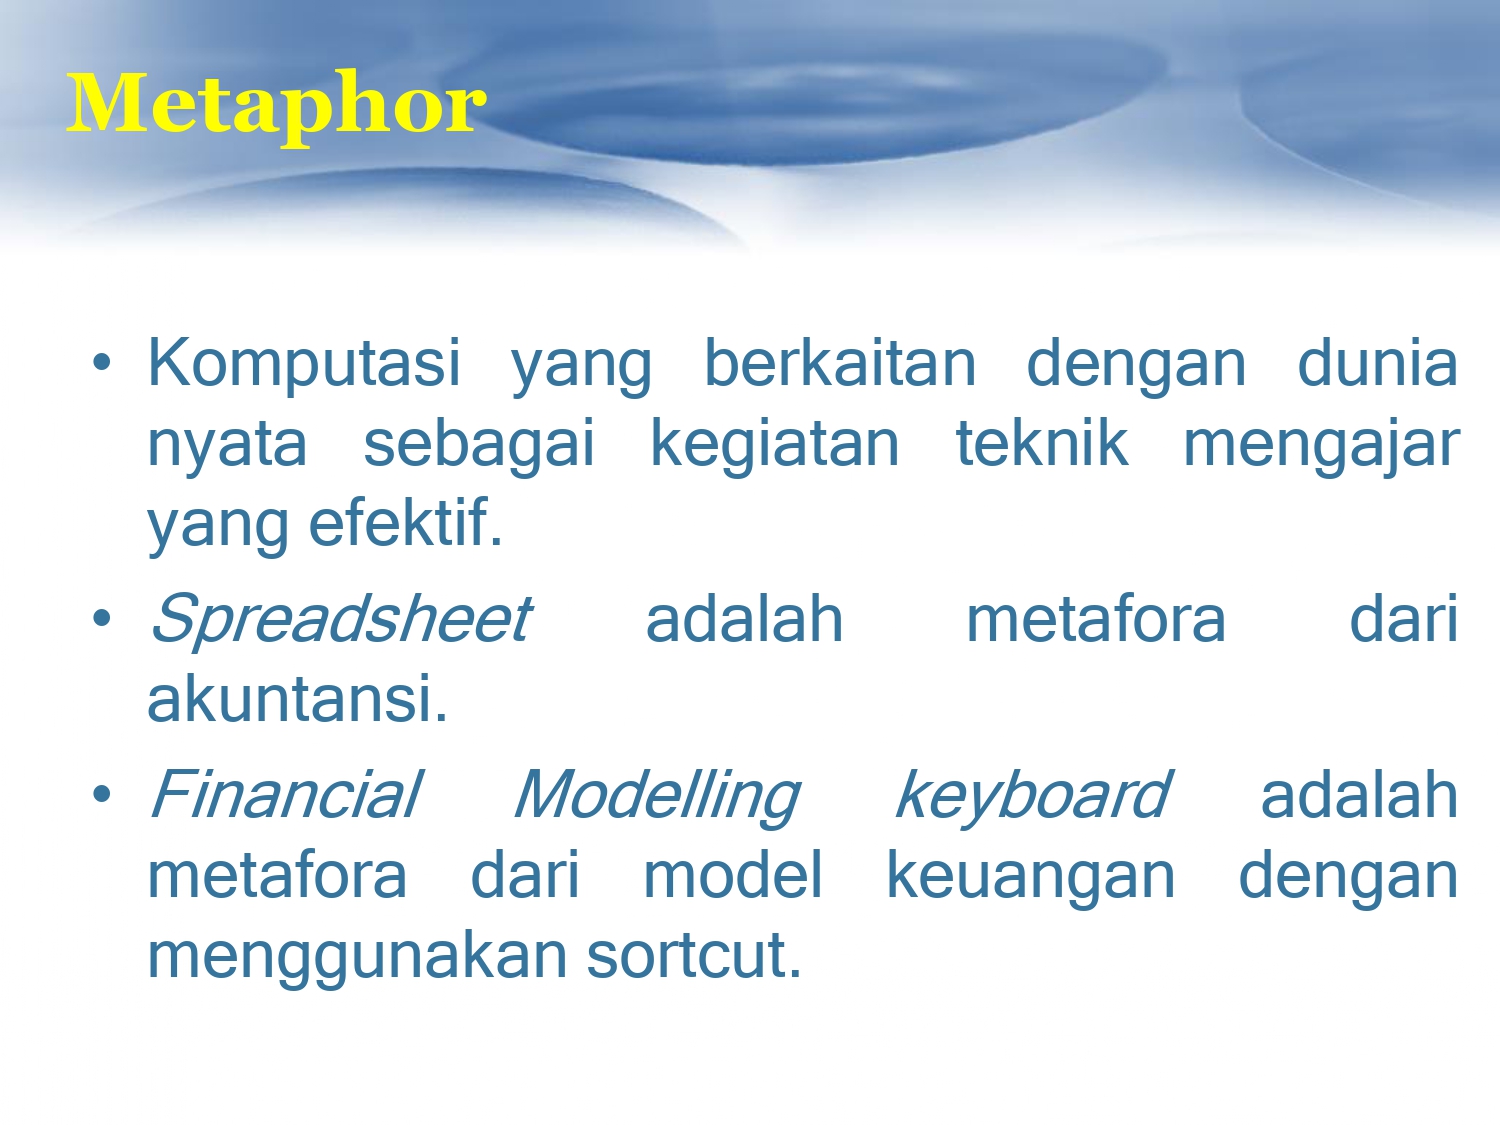 Metaphor
• Komputasi yang berkaitan dengan dunia
nyata sebagai kegiatan teknik mengajar
yang efektif.
• Spreadsheet adalah metafora dari
akuntansi.
• Financial Modelling keyboard adalah
metafora dari model keuangan dengan
menggunakan sortcut.